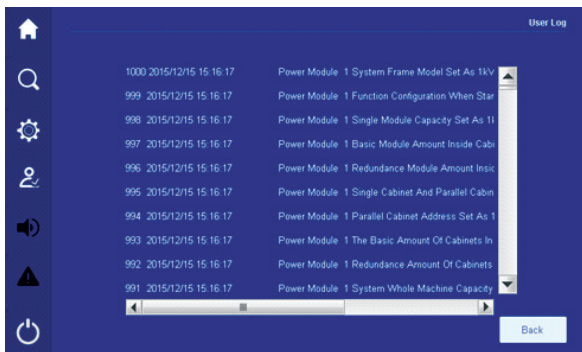 User Log
1000 2015/12/15 15:16:17 Power Module 1 System Frame Model Set As 1kV
999 2015/12/15 15:16:17 Power Module 1 Function Configuration When Star
998 2015/12/15 15:16:17 Power Module 1 Single Module Capacity Set As 1
997 2015/12/15 15:16:17 Power Module 1 Basic Module Amount Inside Cabi
996 2015/12/15 15:16:17 Power Module 1 Redundance Module Amount Insic
995 2015/12/15 15:16:17 Power Module 1 Single Cabinet And Parallel Cabin
994 2015/12/15 15:16:17 Power Module 1 Parallel Cabinet Address Set As 1
993 2015/12/15 15:16:17 Power Module 1 The Basic Amount Of Cabinets In
992 2015/12/15 15:16:17 Power Module 1 Redundance Amount Of Cabinets
991 2015/12/15 15:16:17 Power Module 1 System Whole Machine Capacity
Back